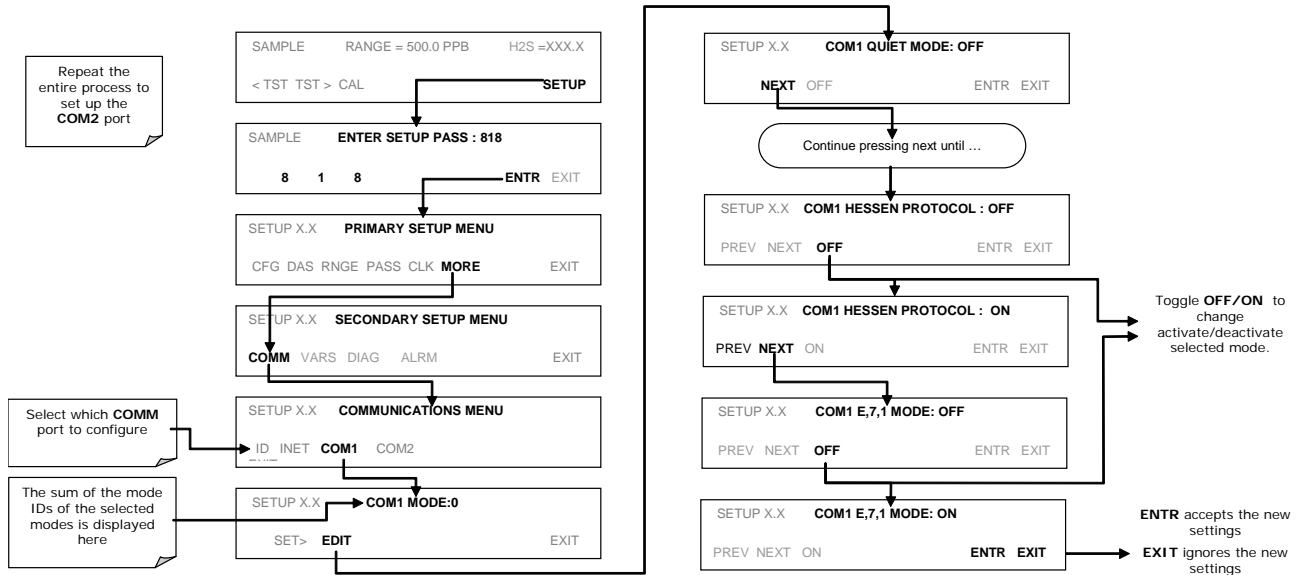 Repeat the
entire process to
set up the
COM2 port
SAMPLE RANGE = 500.0 PPB H2S =XXX.X
< TST TST > CAL SETUP
SAMPLE ENTER SETUP PASS : 818
8 1 8 ENTR EXIT
SETUP X.X PRIMARY SETUP MENU
CFG DAS RNGE PASS CLK MORE EXIT
SETUP X.X SECONDARY SETUP MENU
COMM VARS DIAG ALRM EXIT
Select which COMM
port to configure
SETUP X.X COMMUNICATIONS MENU
ID INET COM1 COM2
The sum of the mode
IDs of the selected
modes is displayed
here
SETUP X.X COM1 MODE:0
SET> EDIT EXIT
SETUP X.X COM1 QUIET MODE: OFF
NEXT OFF ENTR EXIT
Continue pressing next until …
SETUP X.X COM1 HESSEN PROTOCOL : OFF
PREV NEXT OFF ENTR EXIT
SETUP X.X COM1 HESSEN PROTOCOL : ON
PREV NEXT ON ENTR EXIT
Toggle OFF/ON to
change
activate/deactivate
selected mode.
SETUP X.X COM1 E,7,1 MODE: OFF
PREV NEXT OFF ENTR EXIT
SETUP X.X COM1 E,7,1 MODE: ON
PREV NEXT ON ENTR EXIT
ENTR accepts the new
settings
EXIT ignores the new
settings